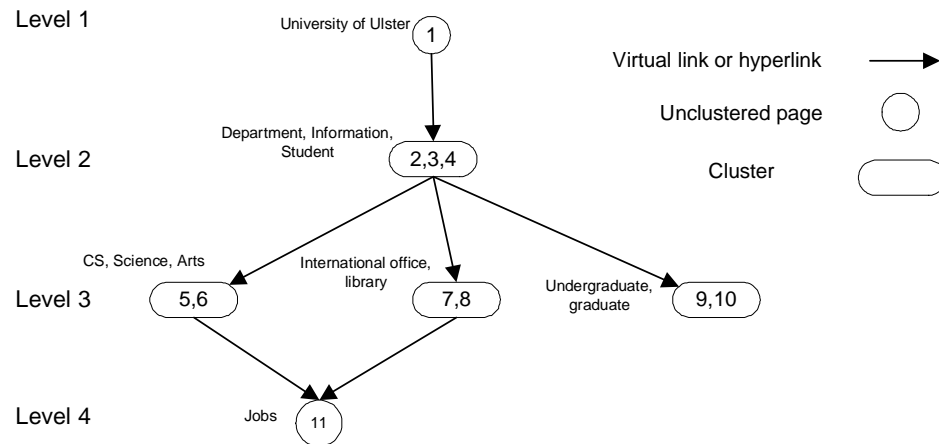 Level 1
University of Ulster
1
Virtual link or hyperlink
Unclustered page
Department, Information,
Student
Level 2
2,3,4
Cluster
CS, Science, Arts
International office,
library
Undergraduate,
graduate
Level 3
5,6
7,8
9,10
Level 4
Jobs
11